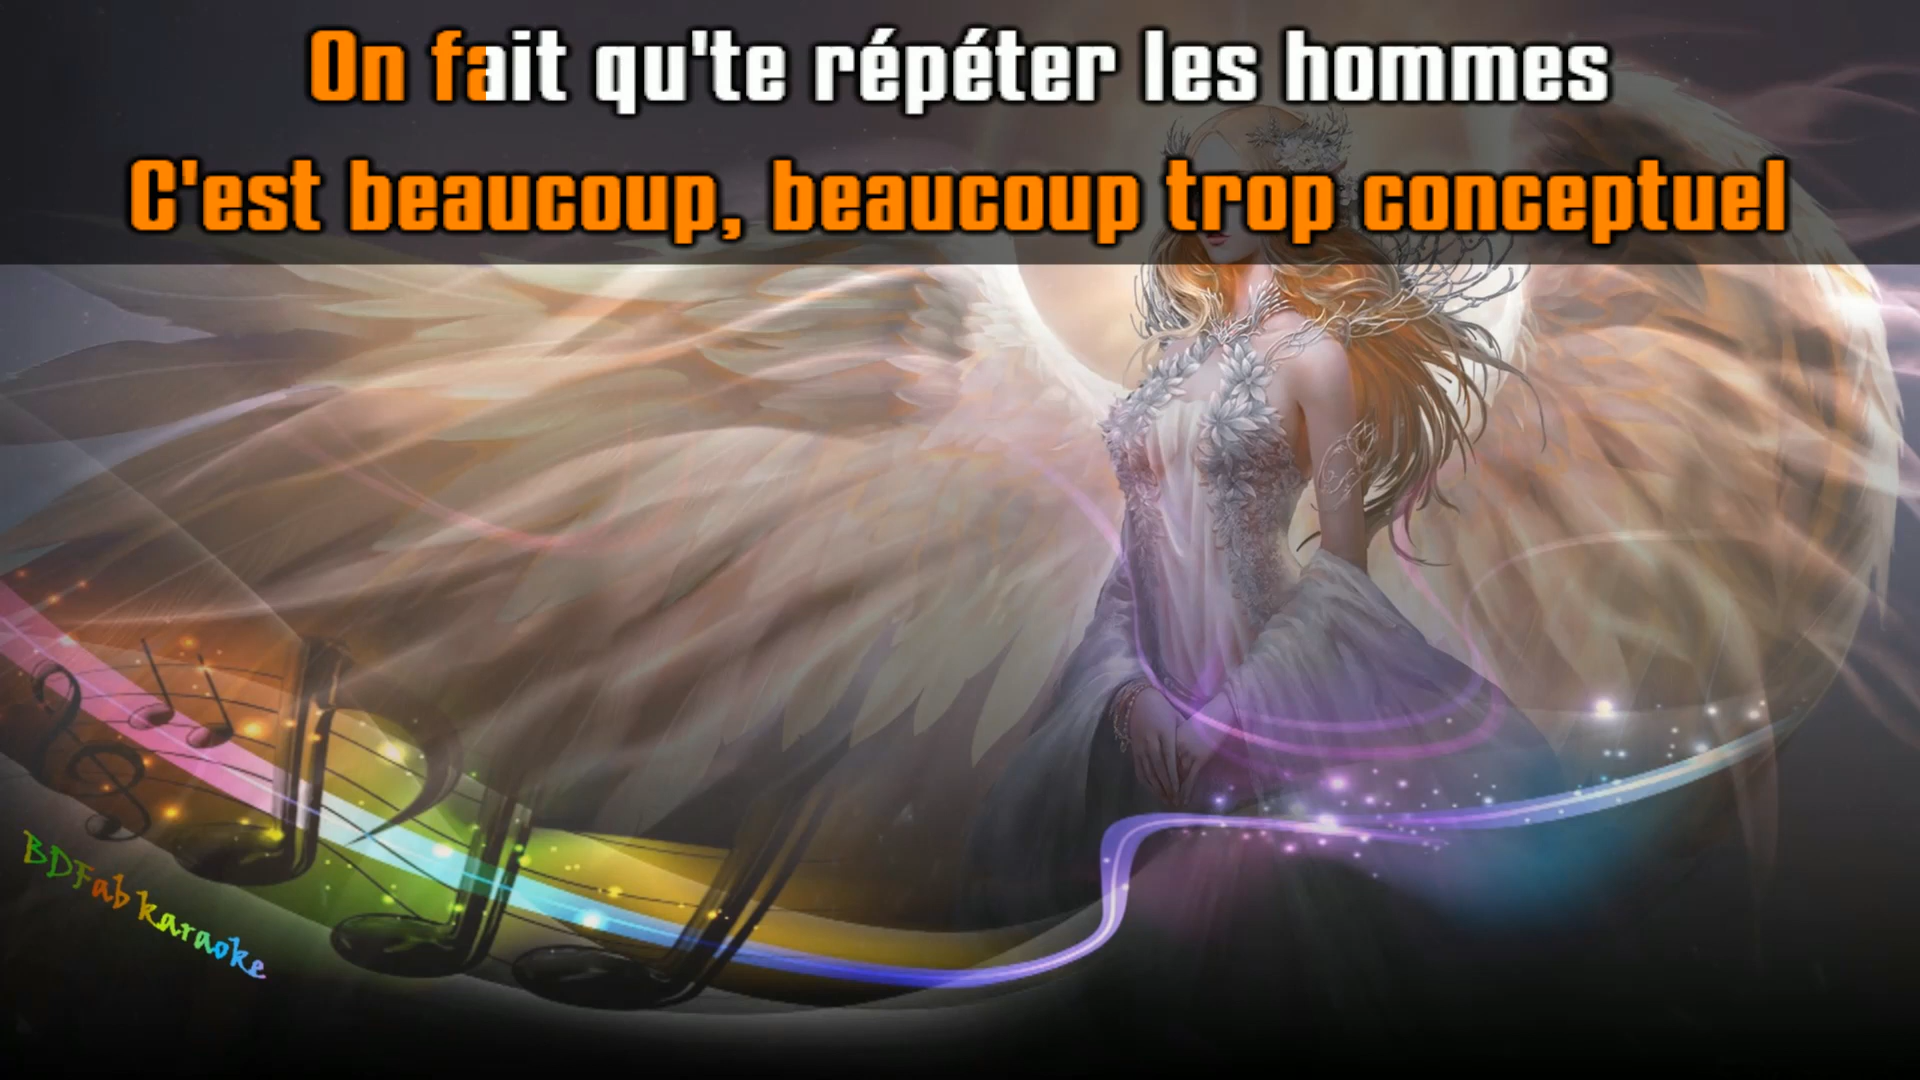 On fait qu'te répéter les hommes
C'est beaucoup, beaucoup trop conceptuel
BDFab karaoke